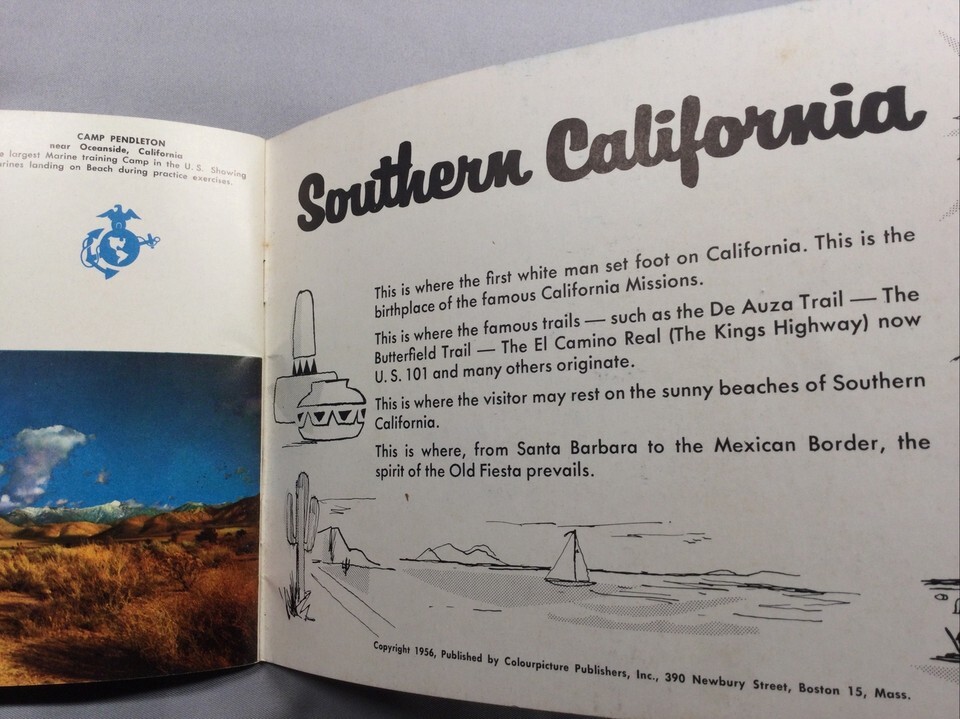 CAMP PENDLETON
near Oceanside, California
largest Marine training Camp in the U.S. Showing
landing on Beach during practice exercises.
Southern California
This is where the first white man set foot on California. This is the
birthplace of the famous California Missions.
This is where the famous trails — such as the De Auza Trail — The
Butterfield Trail — The El Camino Real (The Kings Highway) now
U.S. 101 and many others originate.
This is where the visitor may rest on the sunny beaches of Southern
California.
This is where, from Santa Barbara to the Mexican Border, the
spirit of the Old Fiesta prevails.
Copyright 1956, Published by Colourpicture Publishers, Inc., 390 Newbury Street, Boston 15, Mass.